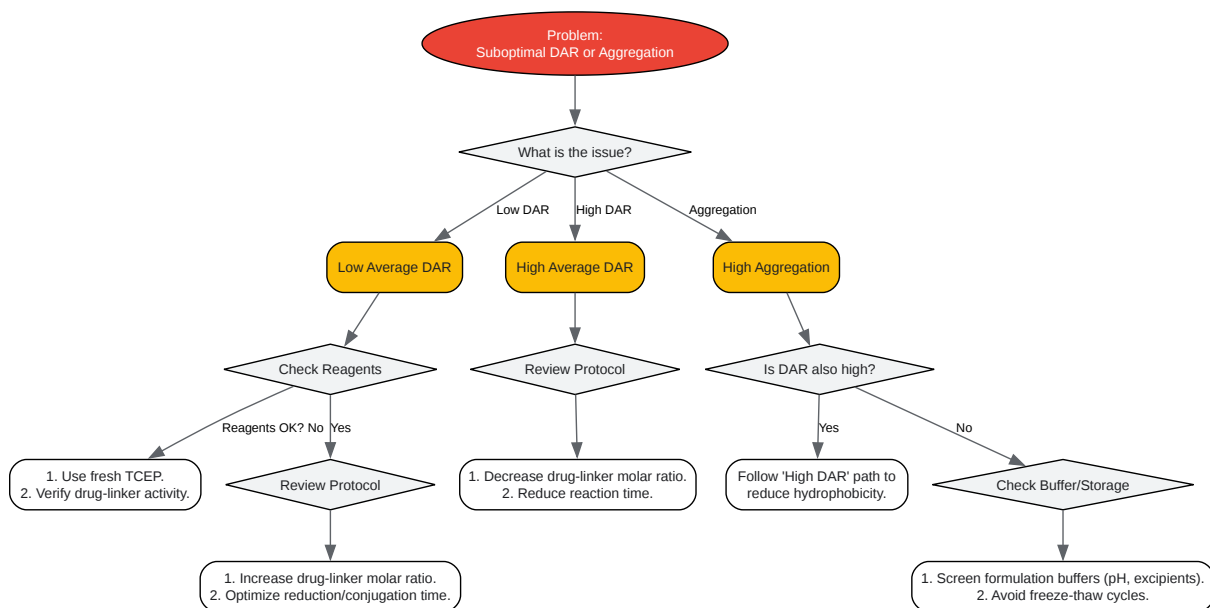 Problem:
Suboptimal DAR or Aggregation
What is the issue?
Low DAR
High DAR
Aggregation
Low Average DAR
High Average DAR
High Aggregation
Check Reagents
Review Protocol
Is DAR also high?
Reagents OK? No
Yes
Yes
No
1. Use fresh TCEP.
2. Verify drug-linker activity.
Review Protocol
1. Decrease drug-linker molar ratio.
2. Reduce reaction time.
Follow 'High DAR' path to
reduce hydrophobicity.
Check Buffer/Storage
1. Increase drug-linker molar ratio.
2. Optimize reduction/conjugation time.
1. Screen formulation buffers (pH, excipients).
2. Avoid freeze-thaw cycles.